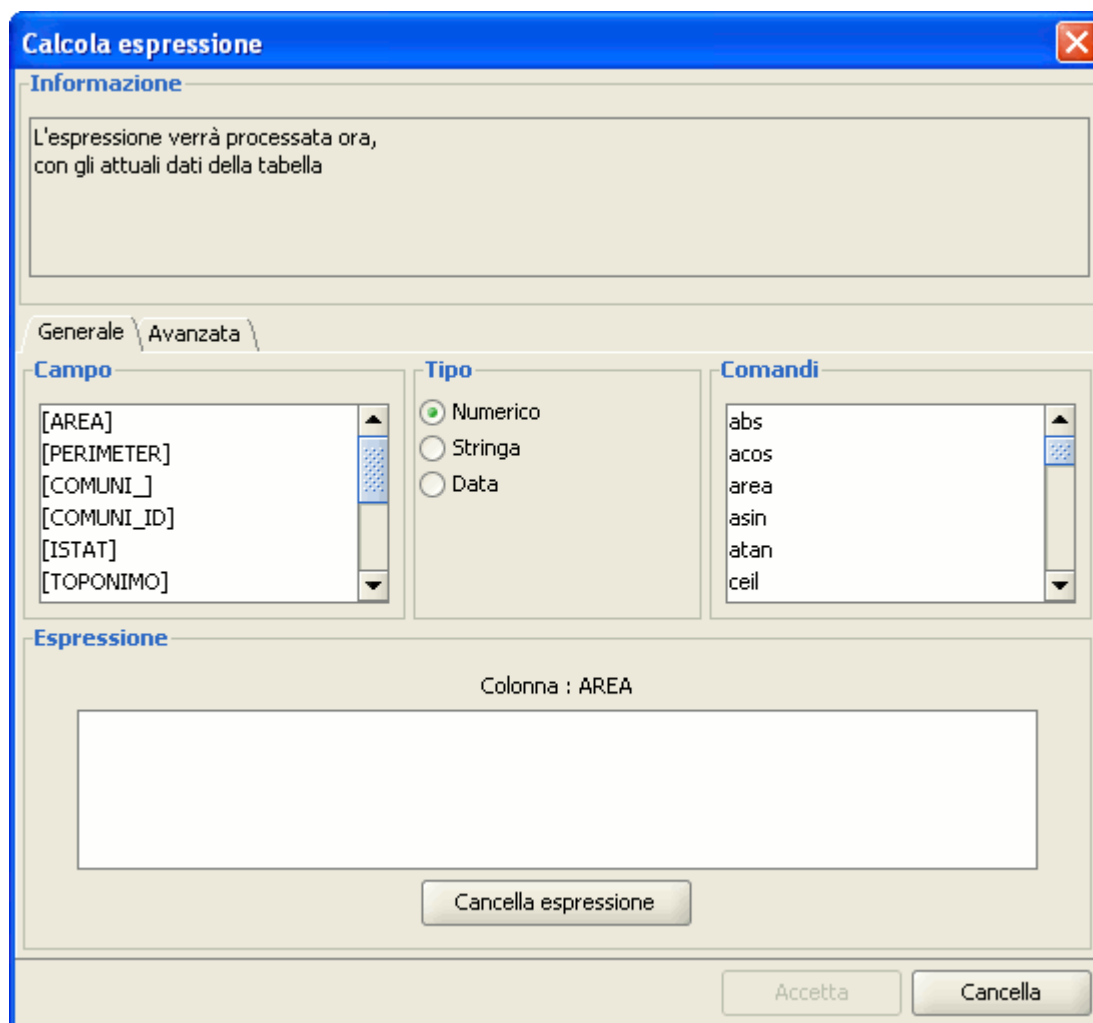 Calcola espressione
Informazione
L'espressione verrà processata ora,
con gli attuali dati della tabella
Generale
Avanzata
Campo
[AREA]
[PERIMETER]
[COMUNI_]
[COMUNI_ID]
[ISTAT]
[TOPONIMO]
Tipo
Numerico
Stringa
Data
Comandi
abs
acos
area
asin
atan
ceil
Espressione
Colonna : AREA
Cancella espressione
Accetta
Cancella